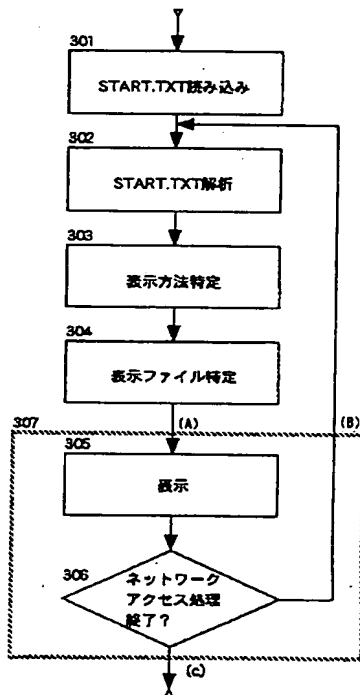 301
START.TXT読み込み
302
START.TXT解析
303
表示方法特定
304
表示ファイル特定
307
(A)
(B)
305
表示
306
ネットワーク
アクセス処理
終了?
(c)